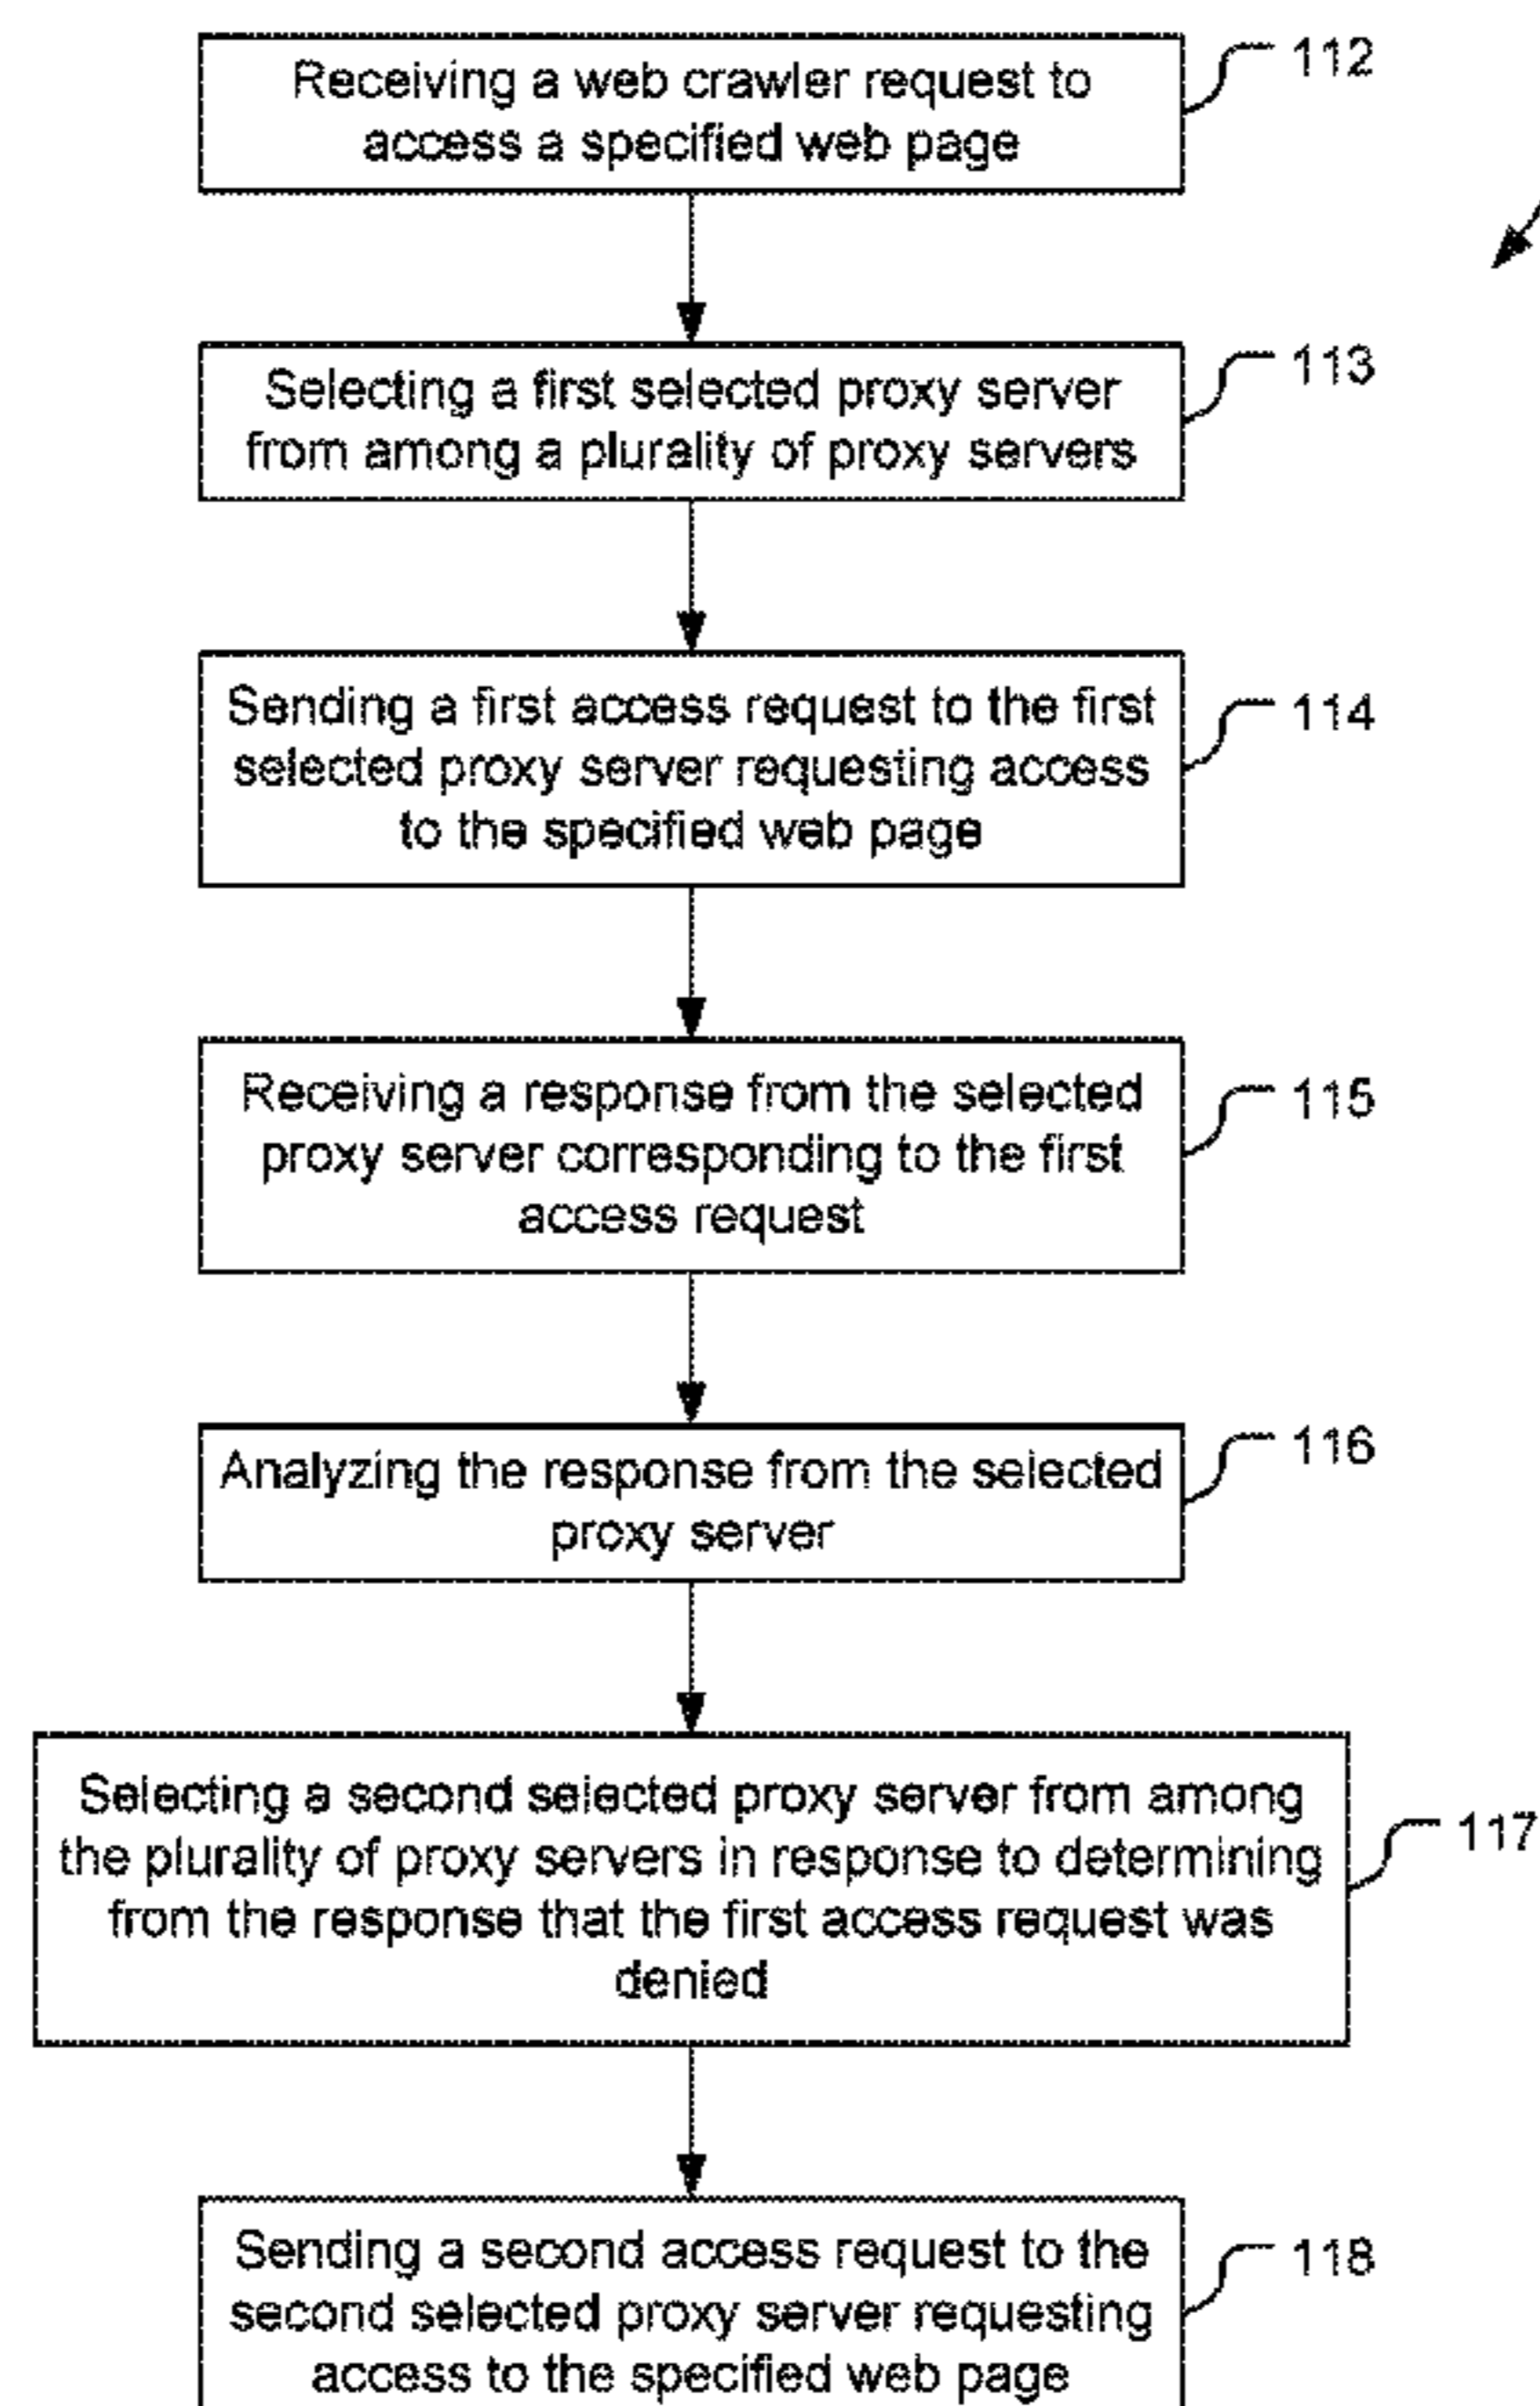 Receiving a web crawler request to
access a specified web page
112
Selecting a first selected proxy server
from among a plurality of proxy servers
113
Sending a first access request to the first
selected proxy server requesting access
to the specified web page
114
Receiving a response from the selected
proxy server corresponding to the first
access request
115
Analyzing the response from the selected
proxy server
116
Selecting a second selected proxy server from among
the plurality of proxy servers in response to determining
from the response that the first access request was
denied
117
Sending a second access request to the
second selected proxy server requesting
access to the specified web page
118